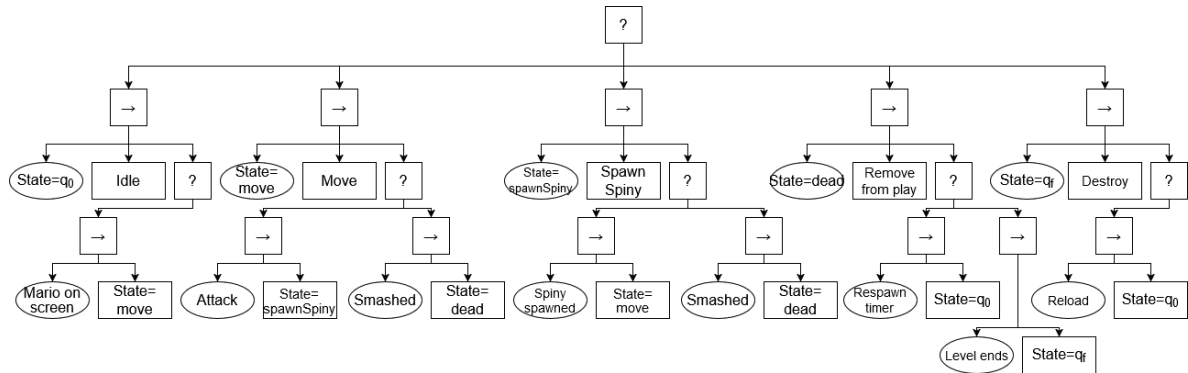 ?
→
→
→
→
→
State=q₀
Idle
?
State=
move
Move
?
State=
spawnSpiny
Spawn
Spiny
?
State=dead
Remove
from play
?
State=qf
Destroy
?
→
→
→
→
→
→
→
→
Mario on
screen
State=
move
Attack
State=
spawnSpiny
Smashed
State=
dead
Spiny
spawned
State=
move
Smashed
State=
dead
Respawn
timer
State=q₀
Reload
State=q₀
Level ends
State=qf